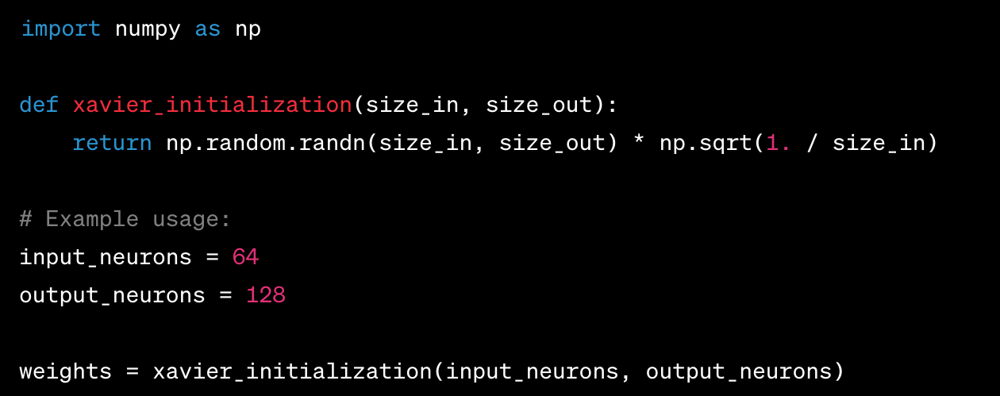 import numpy as np
def xavier_initialization(size_in, size_out):
    return np.random.randn(size_in, size_out) * np.sqrt(1. / size_in)
# Example usage:
input_neurons = 64
output_neurons = 128
weights = xavier_initialization(input_neurons, output_neurons)